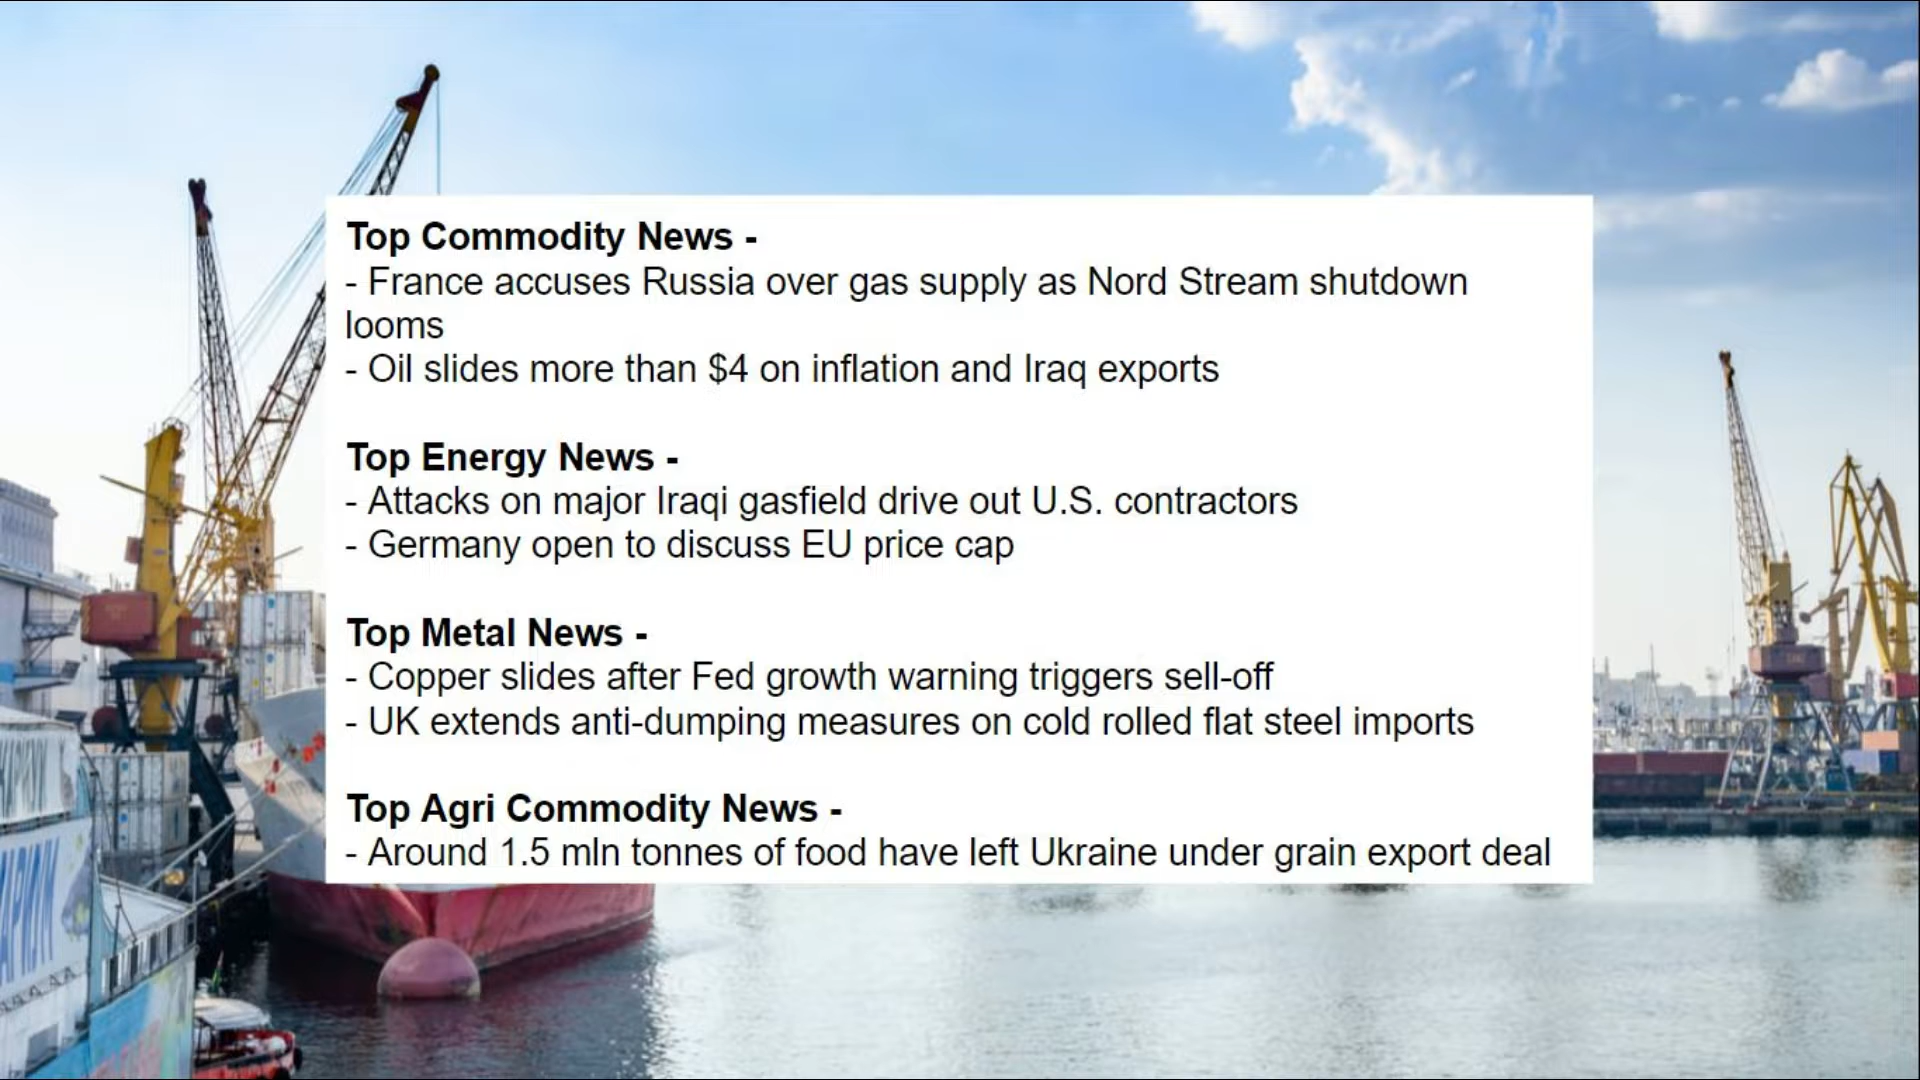 Top Commodity News -
- France accuses Russia over gas supply as Nord Stream shutdown
looms
- Oil slides more than $4 on inflation and Iraq exports
Top Energy News -
- Attacks on major Iraqi gasfield drive out U.S. contractors
- Germany open to discuss EU price cap
Top Metal News -
- Copper slides after Fed growth warning triggers sell-off
- UK extends anti-dumping measures on cold rolled flat steel imports
Top Agri Commodity News -
- Around 1.5 mln tonnes of food have left Ukraine under grain export deal